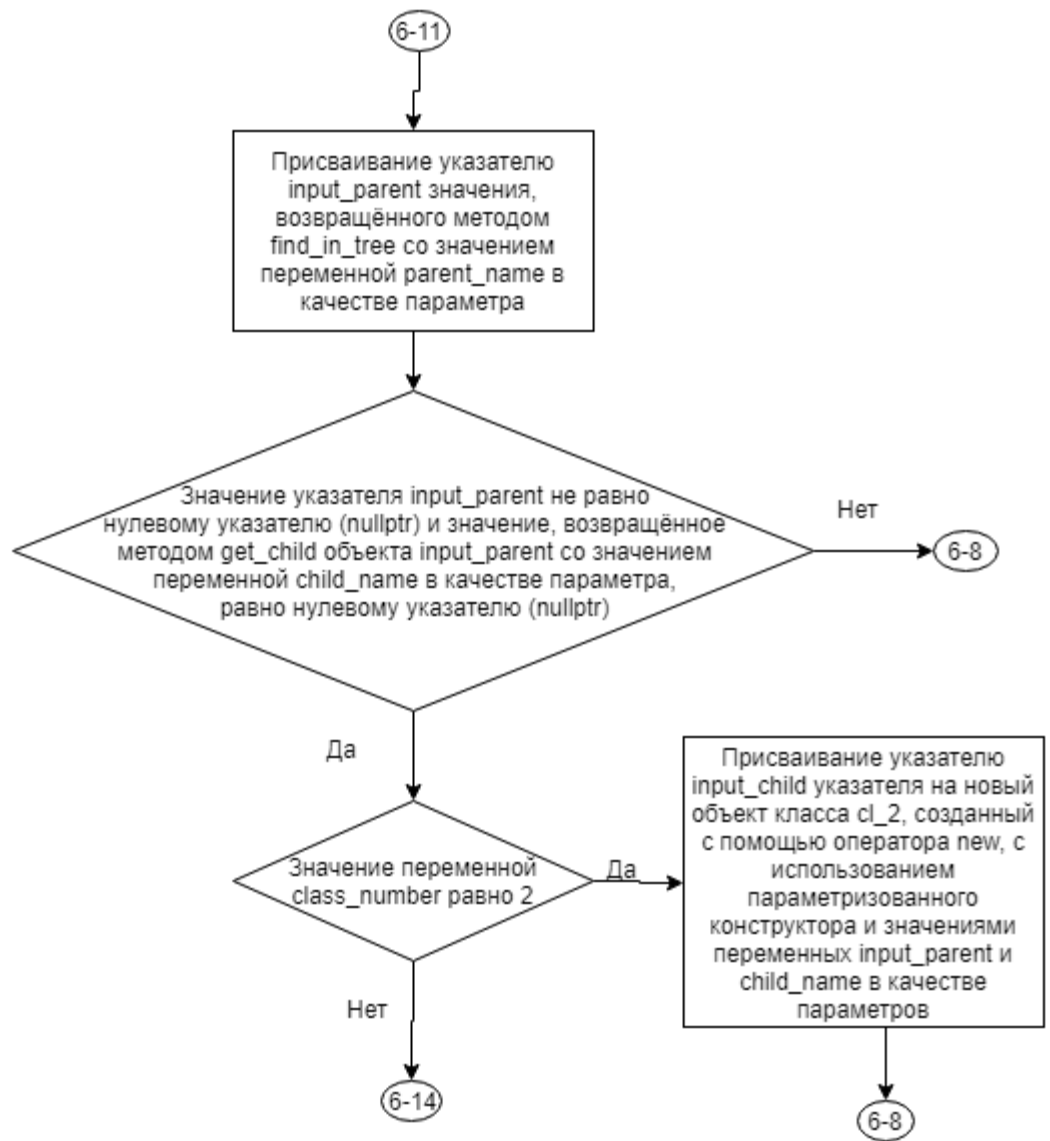 6-11
Присваивание указателю
input_parent значения,
возвращённого методом
find_in_tree со значением
переменной parent_name в
качестве параметра
Значение указателя input_parent не равно
нулевому указателю (nullptr) и значение, возвращённое
методом get_child объекта input_parent со значением
переменной child_name в качестве параметра,
равно нулевому указателю (nullptr)
Нет
6-8
Да
Значение переменной
class_number равно 2
Да
Присваивание указателю
input_child указателя на новый
объект класса cl_2, созданный
с помощью оператора new, с
использованием
параметризованного
конструктора и значениями
переменных input_parent и
child_name в качестве
параметров
Нет
6-14
6-8